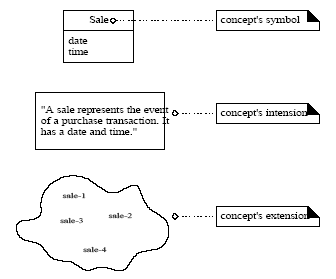 Sale
concept's symbol
date
time
"A sale represents the event
of a purchase transaction. It
has a date and time."
concept's intension
sale-1
sale-2
sale-3
sale-4
concept's extension